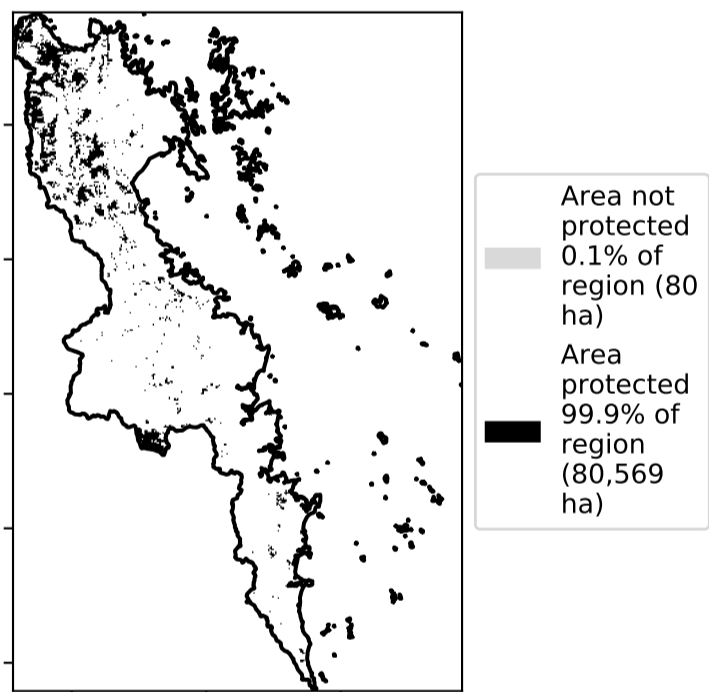 Area not
protected
0.1% of
region (80
ha)
Area
protected
99.9% of
region
(80,569
ha)